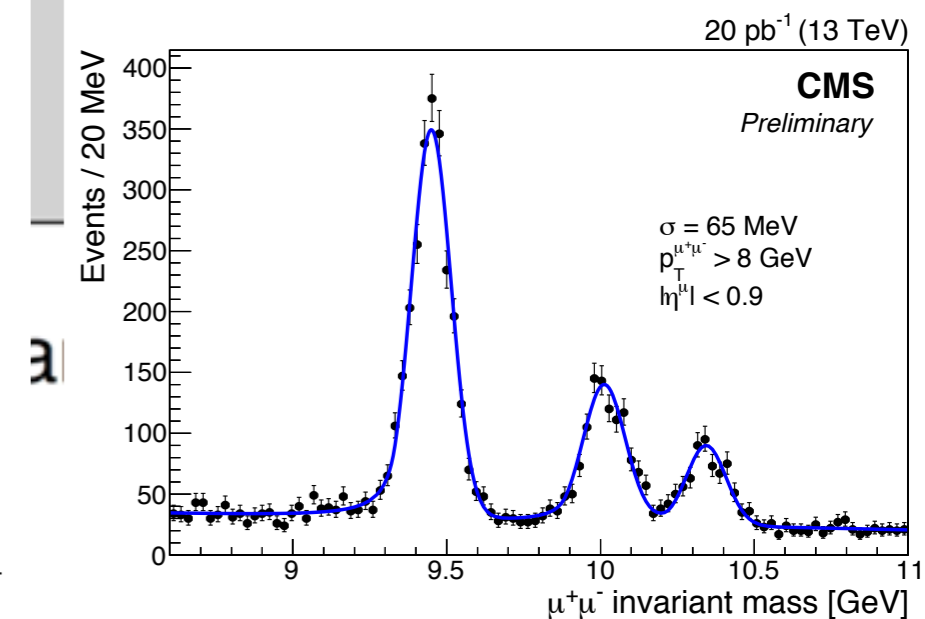 20 pb⁻¹ (13 TeV)
CMS
Preliminary
Events / 20 MeV
400
350
300
250
200
150
100
50
0
σ = 65 MeV
p_T^{μ⁺μ⁻} > 8 GeV
|η^μ| < 0.9
a
9 9.5 10 10.5 11
μ⁺μ⁻ invariant mass [GeV]